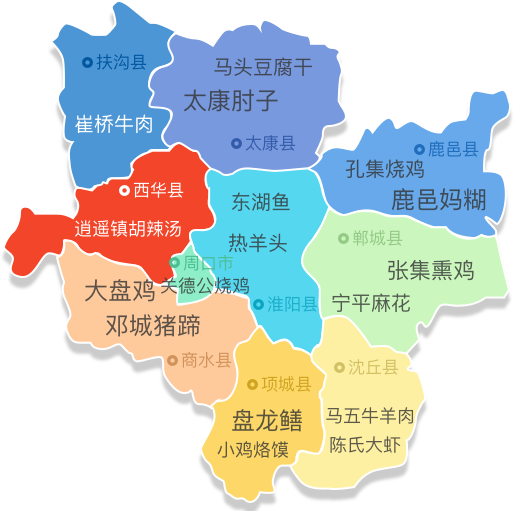 扶沟县
崔桥牛肉
马头豆腐干
太康肘子
太康县
鹿邑县
孔集烧鸡
鹿邑妈糊
西华县
逍遥镇胡辣汤
东湖鱼
热羊头
郸城县
张集熏鸡
宁平麻花
周口市
关德公烧鸡
淮阳县
大盘鸡
邓城猪蹄
商水县
项城县
盘龙鳝
小鸡烙馍
沈丘县
马五牛羊肉
陈氏大虾